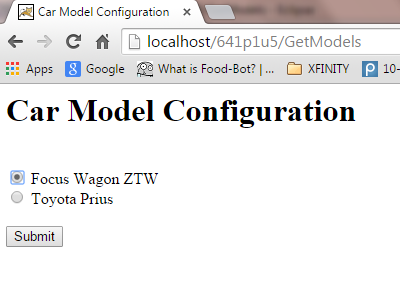 Car Model Configuration
localhost/641p1u5/GetModels
Apps Google What is Food-Bot? | ... XFINITY 10-
Car Model Configuration
Focus Wagon ZTW
Toyota Prius
Submit